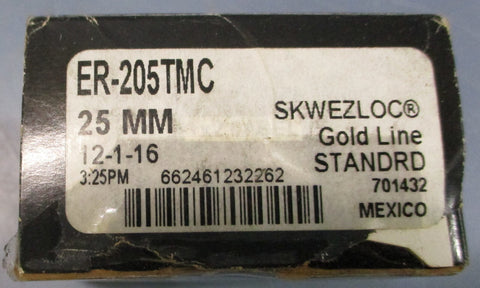 ER-205TMC
25 MM
SKWEZLOC®
12-1-16
Gold Line
3:25PM
662461232262
STANDRD
701432
MEXICO